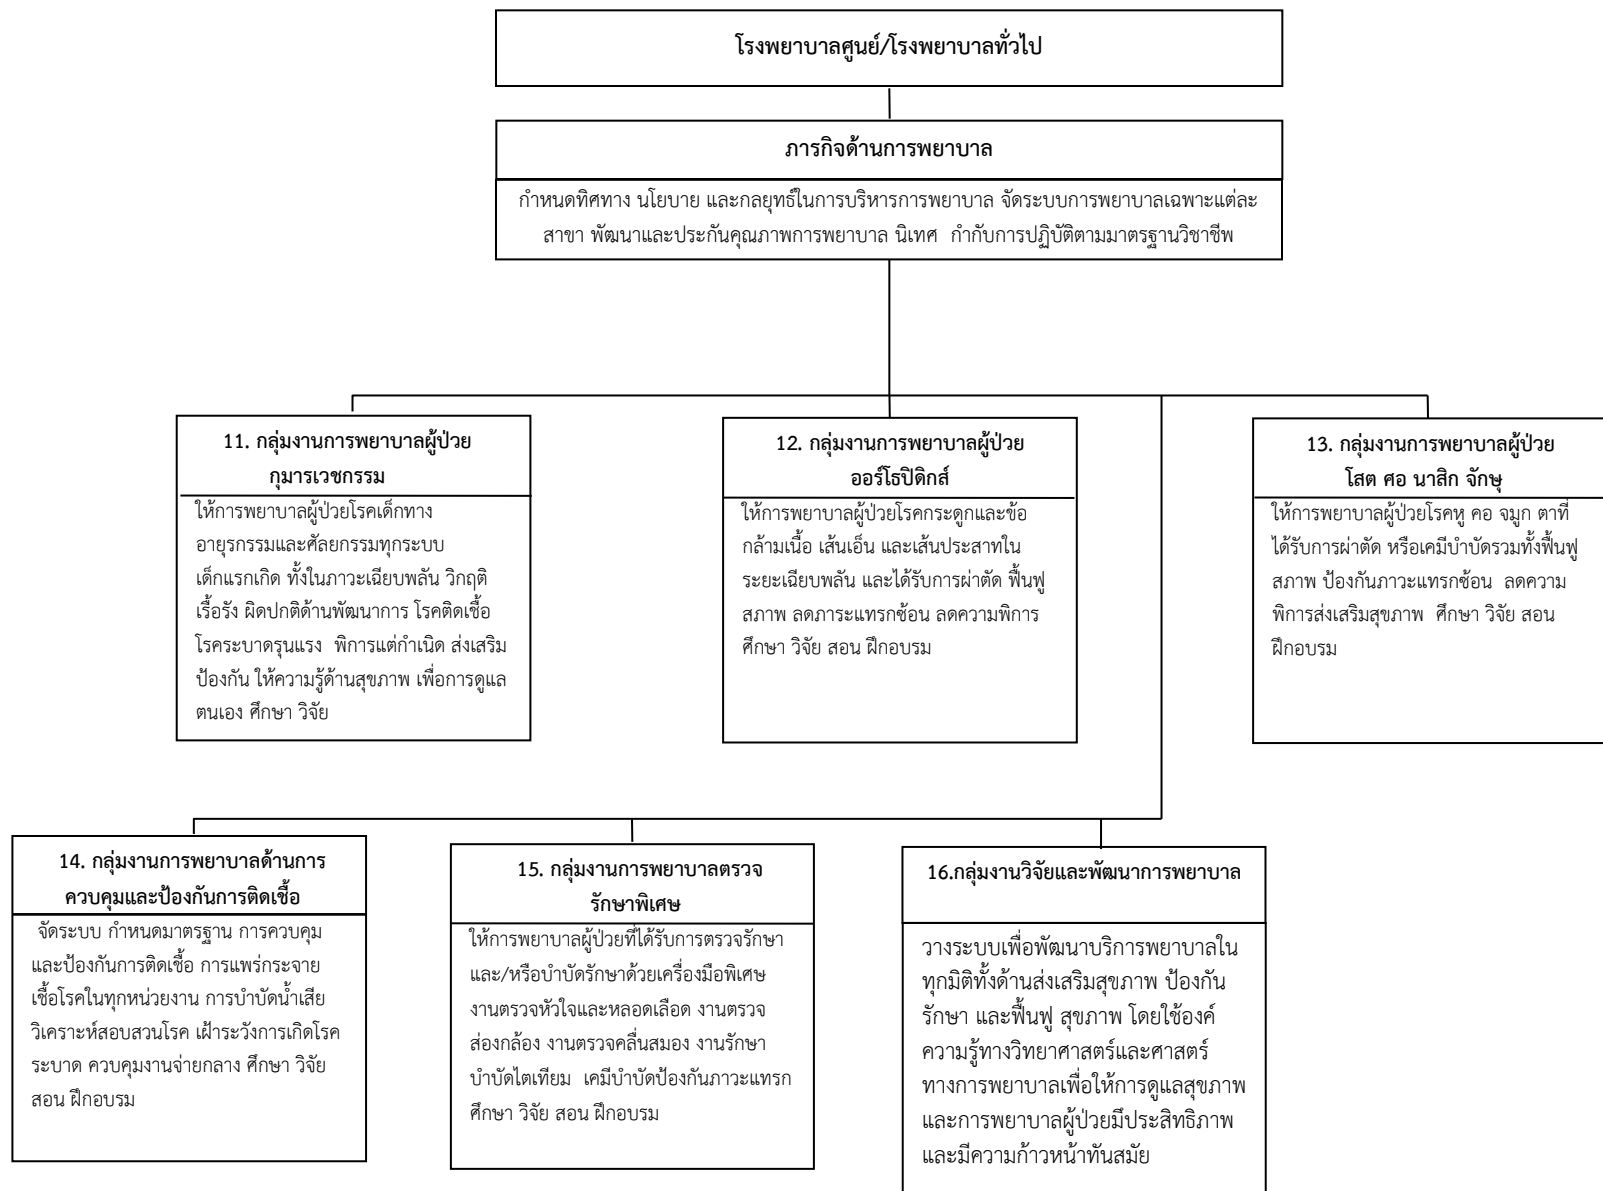 โรงพยาบาลศูนย์/โรงพยาบาลทั่วไป
ภารกิจด้านการพยาบาล
กำหนดทิศทาง นโยบาย และกลยุทธ์ในการบริหารการพยาบาล จัดระบบการพยาบาลเฉพาะแต่ละ
สาขา พัฒนาและประกันคุณภาพการพยาบาล นิเทศ กำกับการปฏิบัติตามมาตรฐานวิชาชีพ
11. กลุ่มงานการพยาบาลผู้ป่วย
กุมารเวชกรรม
ให้การพยาบาลผู้ป่วยโรคเด็กทาง
อายุรกรรมและศัลยกรรมทุกระบบ
เด็กแรกเกิด ทั้งในภาวะเฉียบพลัน วิกฤติ
เรื้อรัง ผิดปกติด้านพัฒนาการ โรคติดเชื้อ
โรคระบาดรุนแรง พิการแต่กำเนิด ส่งเสริม
ป้องกัน ให้ความรู้ด้านสุขภาพ เพื่อการดูแล
ตนเอง ศึกษา วิจัย
12. กลุ่มงานการพยาบาลผู้ป่วย
ออร์โธปิดิกส์
ให้การพยาบาลผู้ป่วยโรคกระดูกและข้อ
กล้ามเนื้อ เส้นเอ็น และเส้นประสาทใน
ระยะเฉียบพลัน และได้รับการผ่าตัด ฟื้นฟู
สภาพ ลดภาระแทรกซ้อน ลดความพิการ
ศึกษา วิจัย สอน ฝึกอบรม
13. กลุ่มงานการพยาบาลผู้ป่วย
โสต ศอ นาสิก จักษุ
ให้การพยาบาลผู้ป่วยโรคหู คอ จมูก ตาที่
ได้รับการผ่าตัด หรือเคมีบำบัดรวมทั้งฟื้นฟู
สภาพ ป้องกันภาวะแทรกซ้อน ลดความ
พิการส่งเสริมสุขภาพ ศึกษา วิจัย สอน
ฝึกอบรม
14. กลุ่มงานการพยาบาลด้านการ
ควบคุมและป้องกันการติดเชื้อ
จัดระบบ กำหนดมาตรฐาน การควบคุม
และป้องกันการติดเชื้อ การแพร่กระจาย
เชื้อโรคในทุกหน่วยงาน การบำบัดน้ำเสีย
วิเคราะห์สอบสวนโรค เฝ้าระวังการเกิดโรค
ระบาด ควบคุมงานจ่ายกลาง ศึกษา วิจัย
สอน ฝึกอบรม
15. กลุ่มงานการพยาบาลตรวจ
รักษาพิเศษ
ให้การพยาบาลผู้ป่วยที่ได้รับการตรวจรักษา
และ/หรือบำบัดรักษาด้วยเครื่องมือพิเศษ
งานตรวจหัวใจและหลอดเลือด งานตรวจ
ส่องกล้อง งานตรวจคลื่นสมอง งานรักษา
บำบัดไตเทียม เคมีบำบัดป้องกันภาวะแทรก
ศึกษา วิจัย สอน ฝึกอบรม
16.กลุ่มงานวิจัยและพัฒนาการพยาบาล
วางระบบเพื่อพัฒนาบริการพยาบาลใน
ทุกมิติทั้งด้านส่งเสริมสุขภาพ ป้องกัน
รักษา และฟื้นฟู สุขภาพ โดยใช้องค์
ความรู้ทางวิทยาศาสตร์และศาสตร์
ทางการพยาบาลเพื่อให้การดูแลสุขภาพ
และการพยาบาลผู้ป่วยมีประสิทธิภาพ
และมีความก้าวหน้าทันสมัย